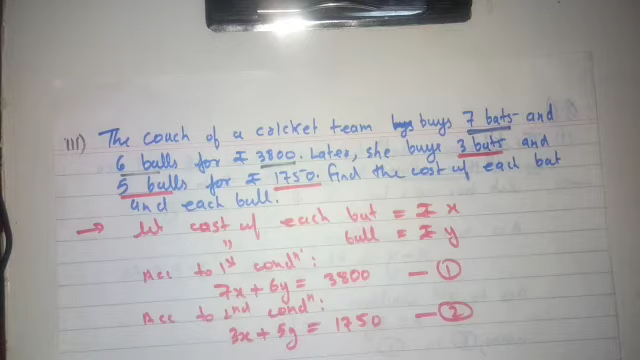 iii) The coach of a cricket team buys 7 bats and
6 balls for ₹ 3800. Later, she buys 3 bats and
5 balls for ₹ 1750. find the cost of each bat
and each ball.
→ let cost of each bat = ₹ x
" ball = ₹ y
Acc to 1st condn:
7x + 6y = 3800 — ①
Acc to 2nd condn:
3x + 5y = 1750 — ②